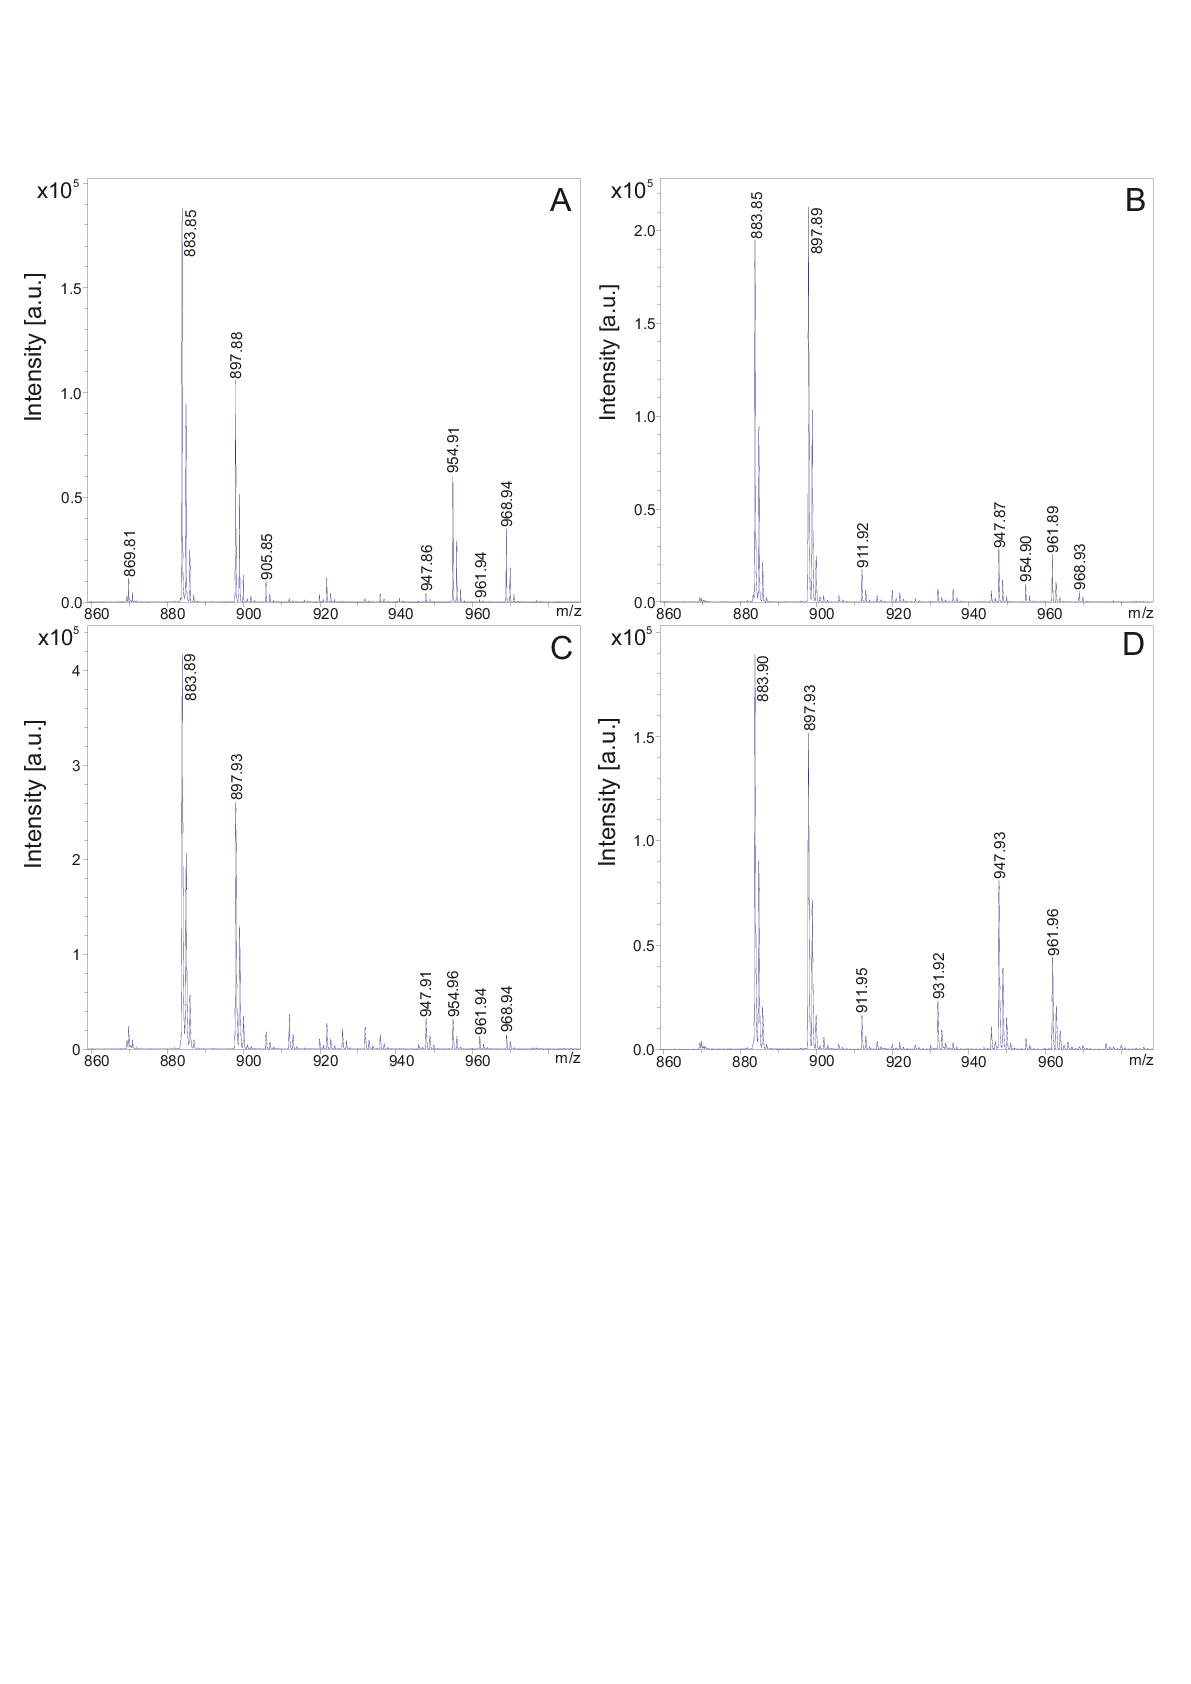 A
x10⁵
Intensity [a.u.]
1.5
1.0
0.5
0.0
869.81
883.85
897.88
905.85
947.86
954.91
961.94
968.94
860 880 900 920 940 960 m/z
B
x10⁵
Intensity [a.u.]
2.0
1.5
1.0
0.5
0.0
883.85
897.89
911.92
947.87
954.90
961.89
968.93
860 880 900 920 940 960 m/z
C
x10⁵
Intensity [a.u.]
4
3
2
1
0
883.89
897.93
947.91
954.96
961.94
968.94
860 880 900 920 940 960 m/z
D
x10⁵
Intensity [a.u.]
1.5
1.0
0.5
0.0
883.90
897.93
911.95
931.92
947.93
961.96
860 880 900 920 940 960 m/z